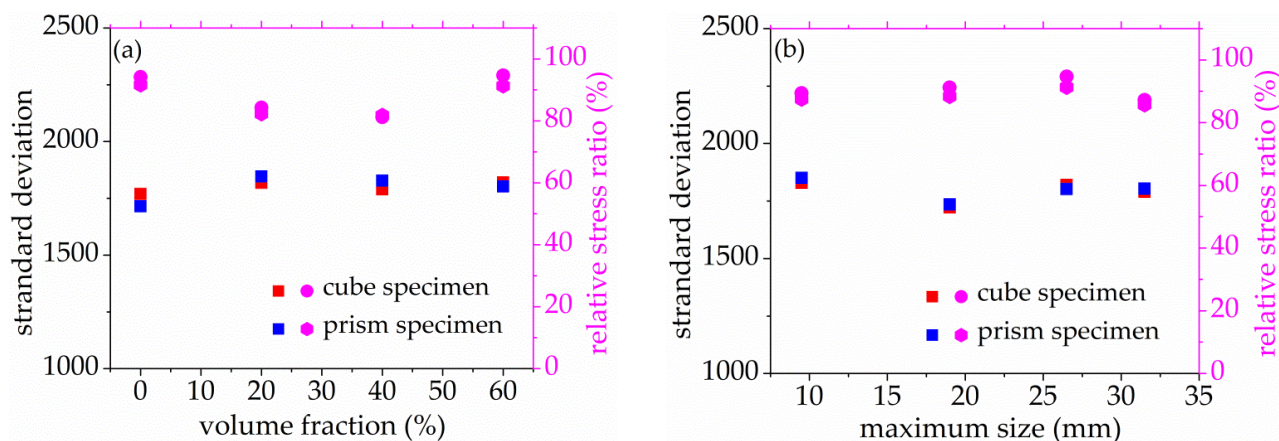 (a)
2500
2000
1500
1000
strandard deviation
100
80
60
40
20
0
relative stress ratio (%)
cube specimen
prism specimen
0 10 20 30 40 50 60
volume fraction (%)
(b)
2500
2000
1500
1000
strandard deviation
100
80
60
40
20
0
relative stress ratio (%)
cube specimen
prism specimen
10 15 20 25 30 35
maximum size (mm)